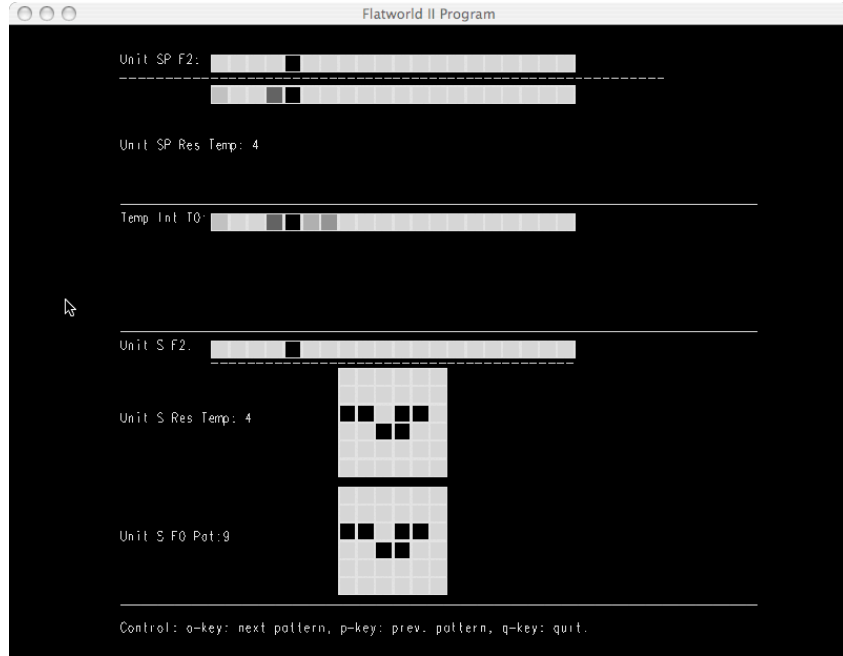 Flatworld II Program
Unit SP F2:
Unit SP Res Temp: 4
Temp Int T0:
Unit S F2:
Unit S Res Temp: 4
Unit S F0 Pat:9
Control: o-key: next pattern, p-key: prev. pattern, q-key: quit.